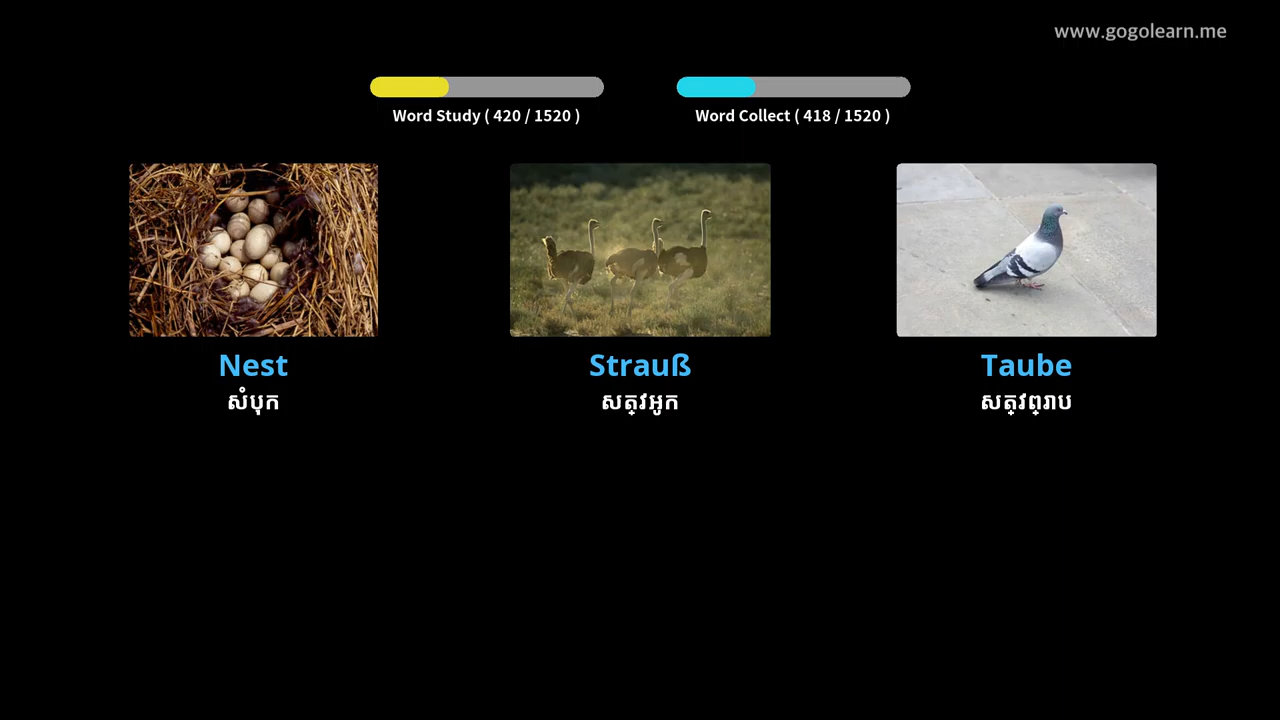 www.gogolearn.me
Word Study ( 420 / 1520 )
Word Collect ( 418 / 1520 )
Nest
Strauß
Taube
សំបុក
សត្វអូក
សត្វព្រាប